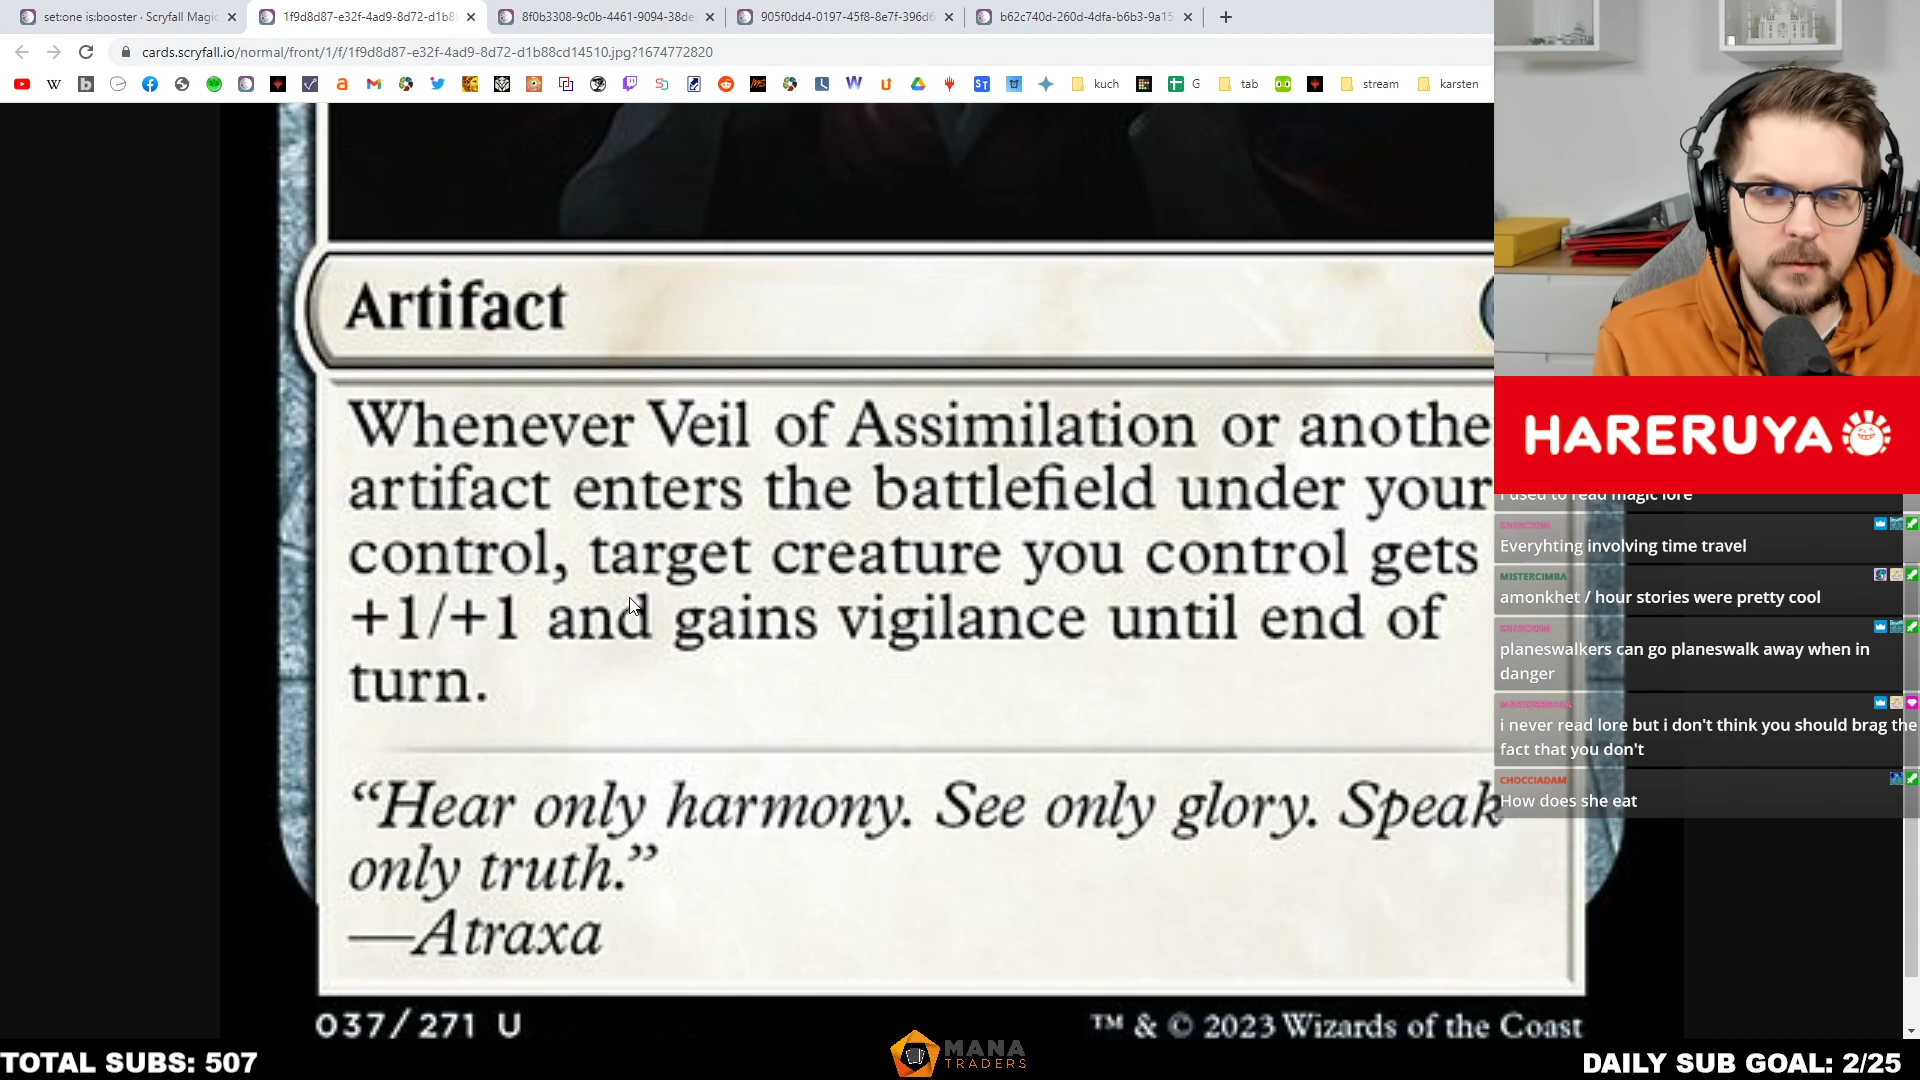 set:one is:booster · Scryfall Magic
1f9d8d87-e32f-4ad9-8d72-d1b8
8f0b3308-9c0b-4461-9094-38de
905f0dd4-0197-45f8-8e7f-396d6
b62c740d-260d-4dfa-b6b3-9a15
cards.scryfall.io/normal/front/1/f/1f9d8d87-e32f-4ad9-8d72-d1b88cd14510.jpg?1674772820
kuch
G
tab
stream
karsten
Artifact
Whenever Veil of Assimilation or anothe
artifact enters the battlefield under your
control, target creature you control gets
+1/+1 and gains vigilance until end of
turn.
“Hear only harmony. See only glory. Speak
only truth.”
—Atraxa
037/271 U
™ & © 2023 Wizards of the Coast
HARERUYA
i used to read magic lore
Everyhting involving time travel
MISTERCIMBA
amonkhet / hour stories were pretty cool
planeswalkers can go planeswalk away when in
danger
i never read lore but i don't think you should brag the
fact that you don't
CHOCCIADAM
How does she eat
TOTAL SUBS: 507
MANA
TRADERS
DAILY SUB GOAL: 2/25